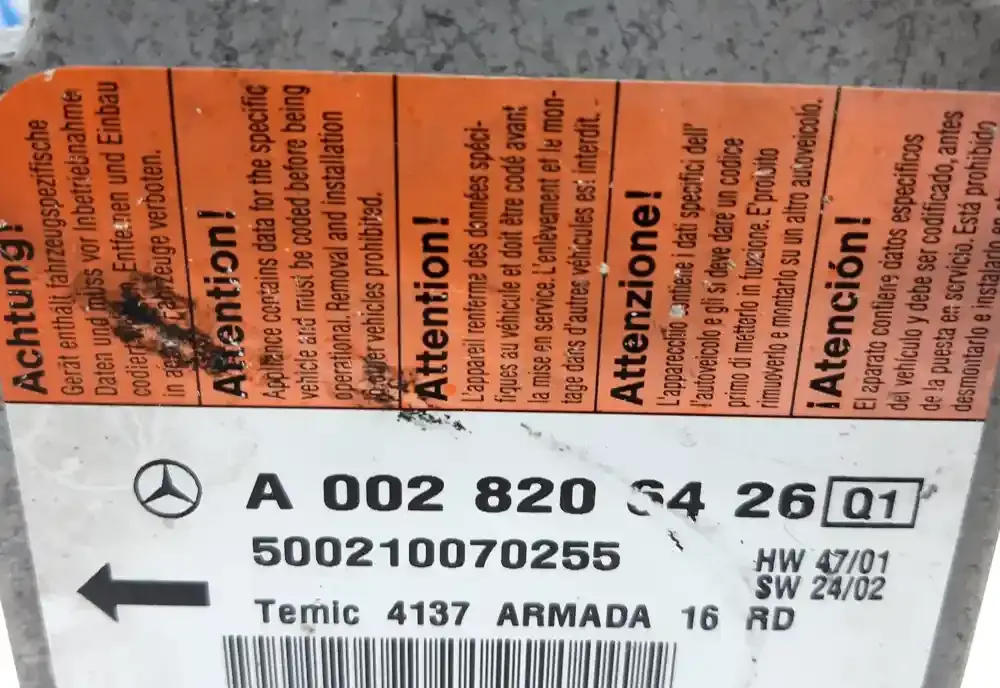 Achtung!
Gerät enthält fahrzeugspezifische
Daten und muss vor Inbetriebnahme
codier Entfernen und Einbau
in verboten.
Attention!
Appliance contains data for the specific
vehicle and must be coded before being
operational. Removal and installation
other vehicles prohibited.
Attention!
L'appareil renferme des données spéci-
fiques au véhicule et doit être codé avant
la mise en service. L'enlèvement et le mon-
tage dans d'autres véhicules est interdit.
Attenzione!
L'apparecchio contiene i dati specifici dell'
l'autoveicolo e gli si deve dare un codice
primo di metterlo in funzione. E'proibito
rimuoverlo e montarlo su un altro autoveicolo.
¡Atención!
El aparato contiene datos especificos
del vehículo y debe ser codificado, antes
de la puesta en servicio. Está prohibido
desmontarlo e instalarlo
A 002 820 64 26 Q1
500210070255
HW 47/01
SW 24/02
Temic 4137 ARMADA 16 RD